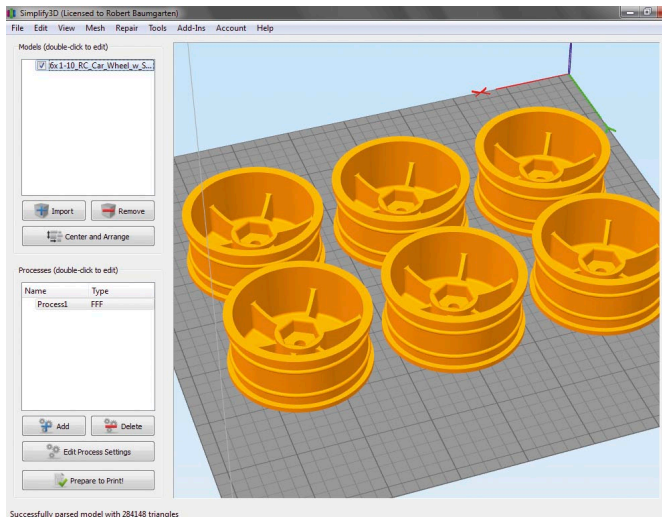 Simplify3D (Licensed to Robert Baumgarten)
File Edit View Mesh Repair Tools Add-Ins Account Help
Models (double-click to edit)
6x 1-10_RC_Car_Wheel_w_S...
Import Remove
Center and Arrange
Processes (double-click to edit)
Name Type
Process1 FFF
Add Delete
Edit Process Settings
Prepare to Print!
Successfully parsed model with 284148 triangles